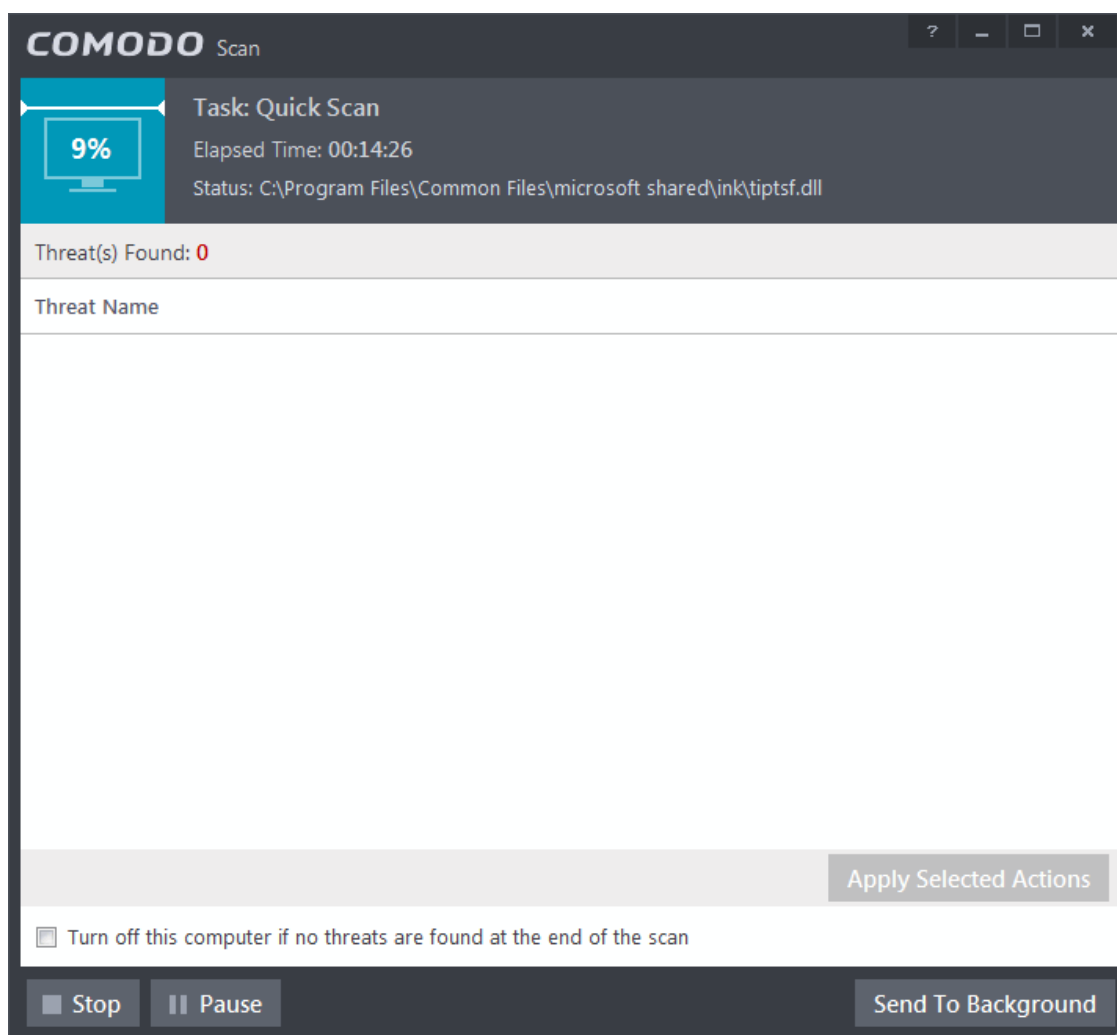 COMODO Scan
?
9%
Task: Quick Scan
Elapsed Time: 00:14:26
Status: C:\Program Files\Common Files\microsoft shared\ink\tiptsf.dll
Threat(s) Found: 0
Threat Name
Apply Selected Actions
Turn off this computer if no threats are found at the end of the scan
Stop
Pause
Send To Background